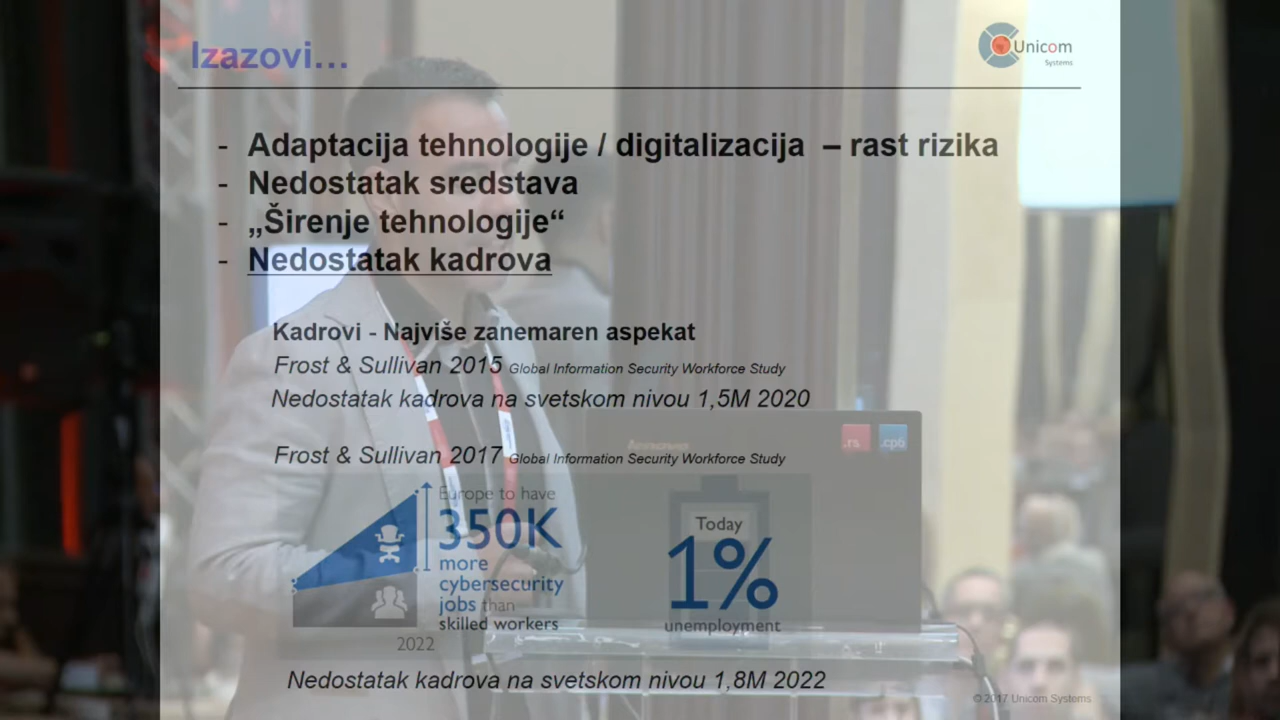 Izazovi...
Unicom
Systems
- Adaptacija tehnologije / digitalizacija – rast rizika
- Nedostatak sredstava
- „Širenje tehnologije“
- Nedostatak kadrova
Kadrovi - Najviše zanemaren aspekat
Frost & Sullivan 2015 Global Information Security Workforce Study
Nedostatak kadrova na svetskom nivou 1,5M 2020
.rs
.срб
Frost & Sullivan 2017 Global Information Security Workforce Study
Europe to have
350K
more
cybersecurity
jobs than
skilled workers
2022
Today
1%
unemployment
Nedostatak kadrova na svetskom nivou 1,8M 2022
© 2017 Unicom Systems